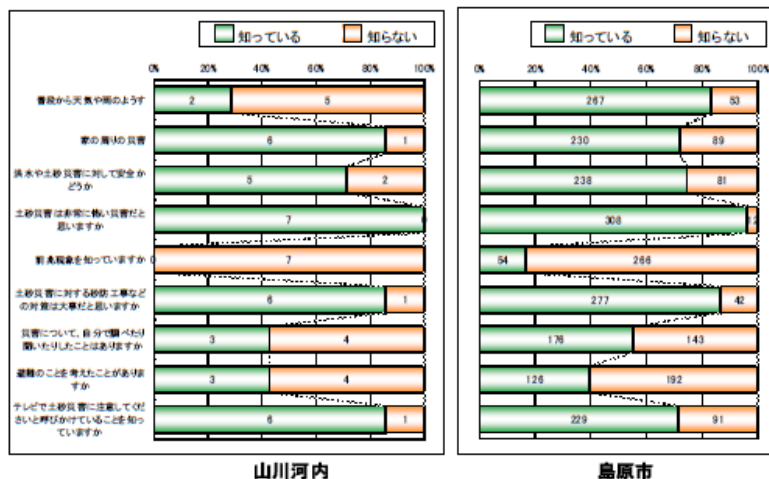 知っている 知らない
知っている 知らない
0% 20% 40% 60% 80% 100%
0% 20% 40% 60% 80% 100%
普段から天気や雨のようす
2 5
267 53
家の周りの災害
6 1
230 89
洪水や土砂災害に対して安全か
どうか
5 2
238 81
土砂災害は非常に怖い災害だと
思いますか
7 0
308 12
前兆現象を知っていますか
0 7
54 266
土砂災害に対する砂防工事など
の対策は大事だと思いますか
6 1
277 42
災害について、自分で調べたり
聞いたりしたことはありますか
3 4
176 143
避難のことを考えたことがありま
すか
3 4
126 192
テレビで土砂災害に注意してくだ
さいと呼びかけていることを知っ
ていますか
6 1
229 91
山川河内
島原市